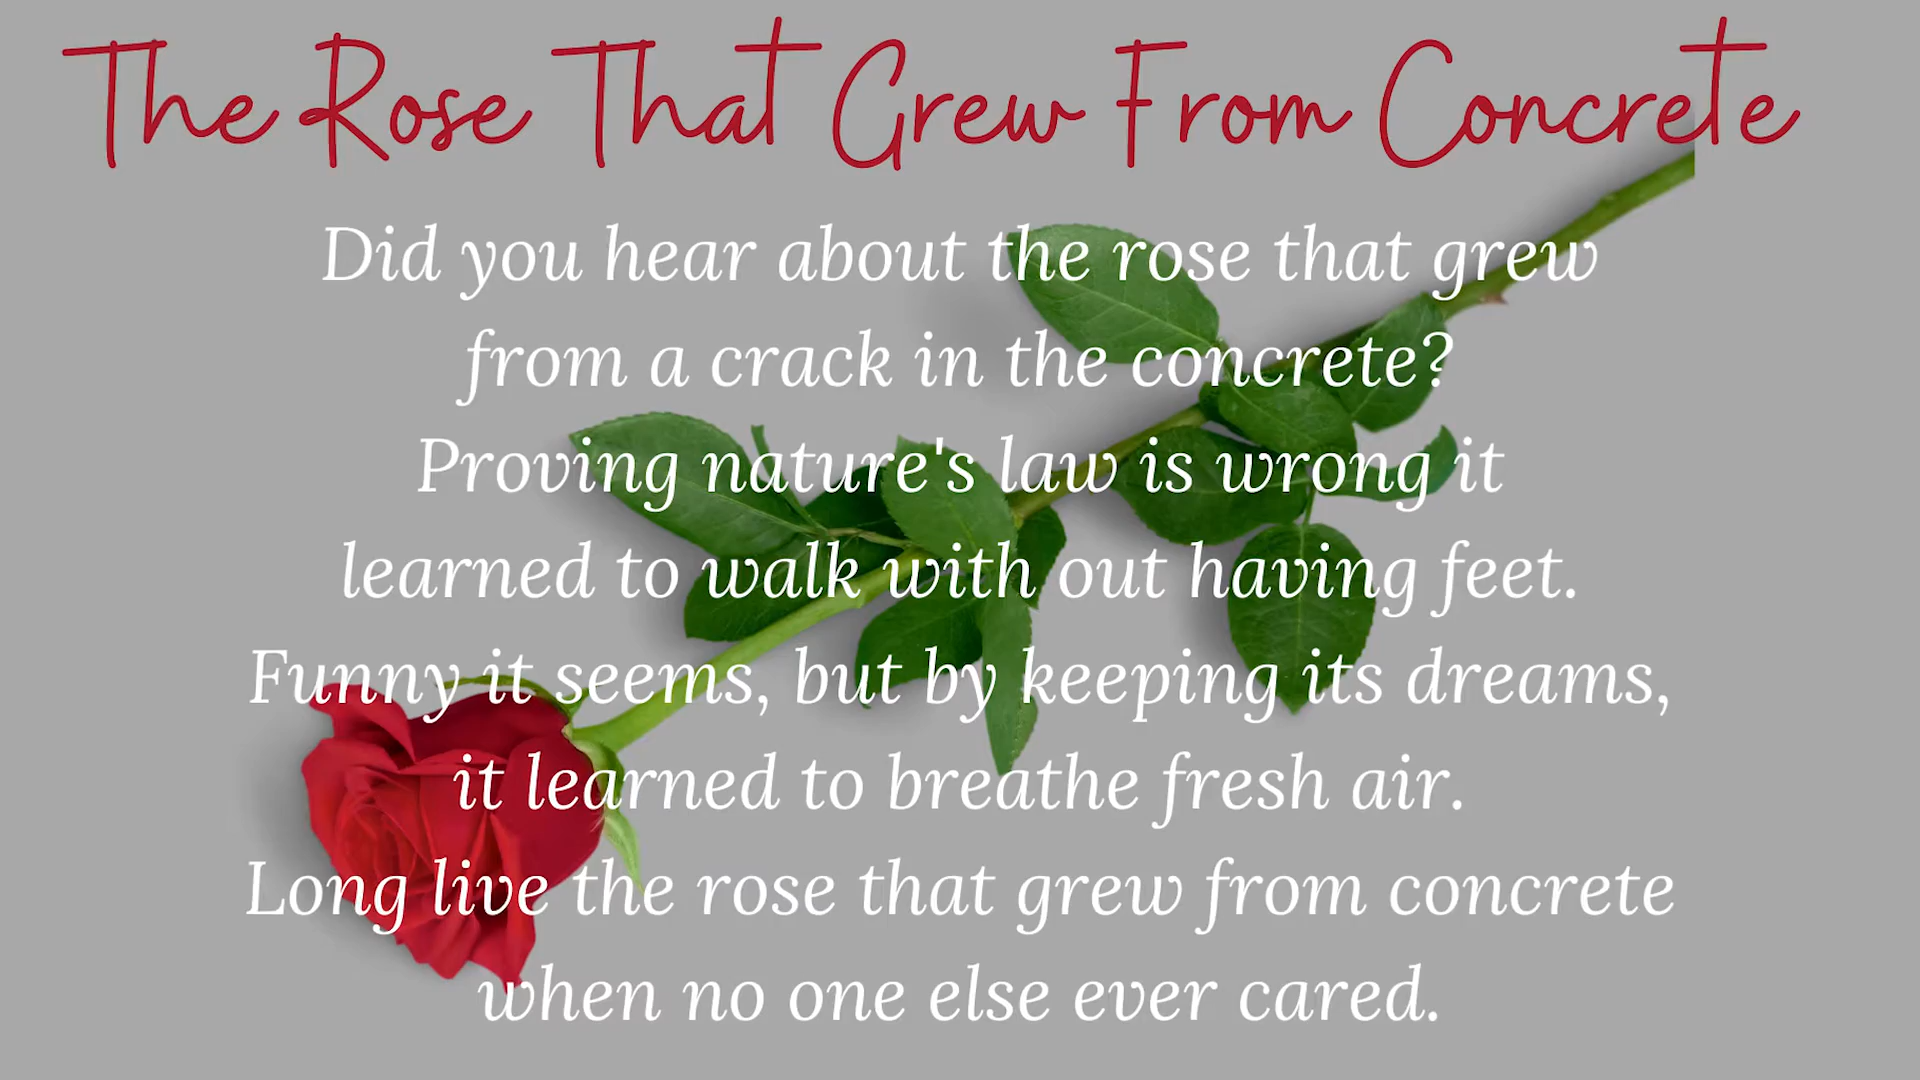 The Rose That Grew From Concrete
Did you hear about the rose that grew
from a crack in the concrete?
Proving nature's law is wrong it
learned to walk with out having feet.
Funny it seems, but by keeping its dreams,
it learned to breathe fresh air.
Long live the rose that grew from concrete
when no one else ever cared.